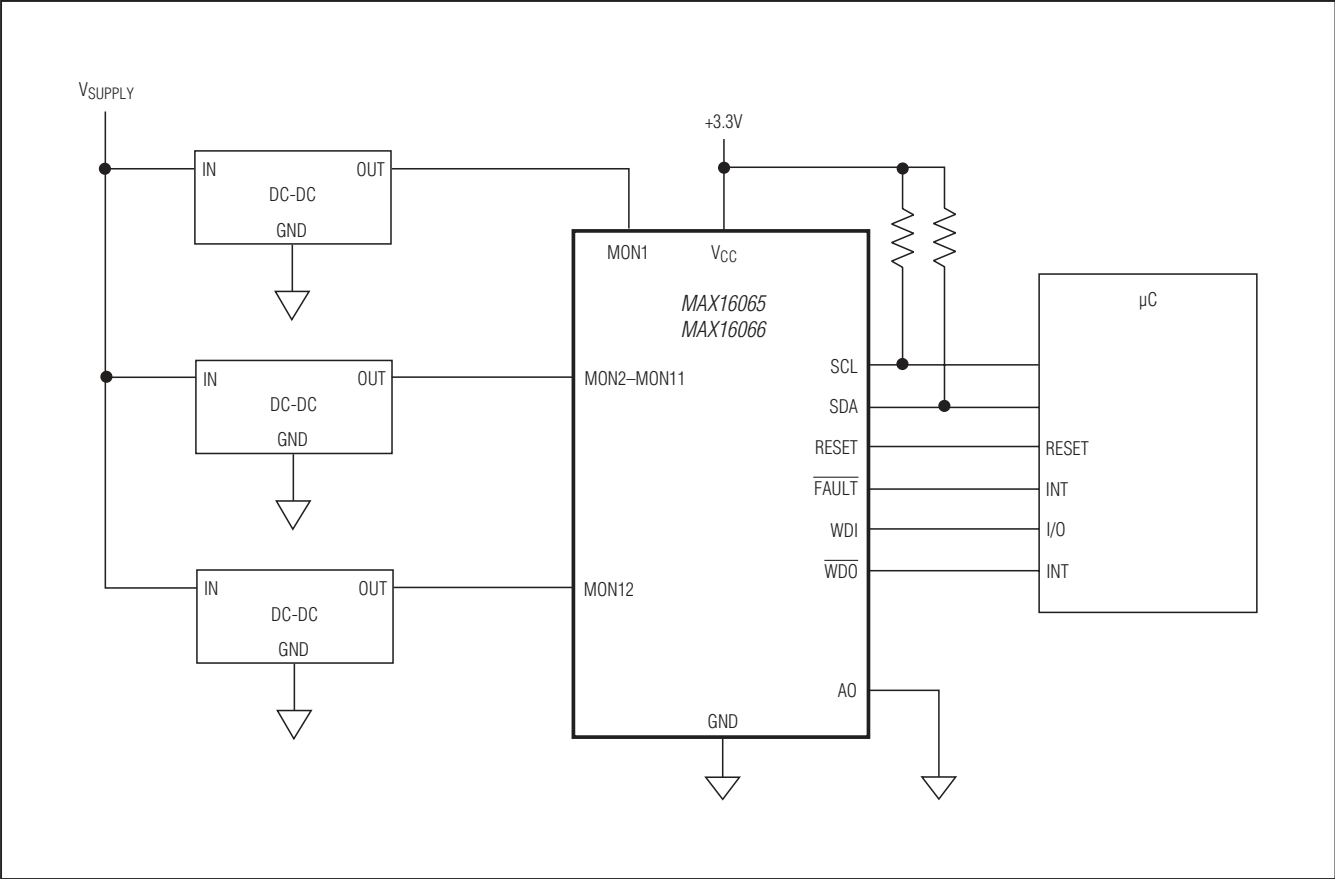 VSUPPLY
+3.3V
IN
OUT
DC-DC
GND
MON1
VCC
MAX16065
MAX16066
µC
IN
OUT
DC-DC
GND
MON2–MON11
SCL
SDA
RESET
RESET
FAULT
INT
WDI
I/O
WDO
INT
IN
OUT
DC-DC
GND
MON12
AO
GND